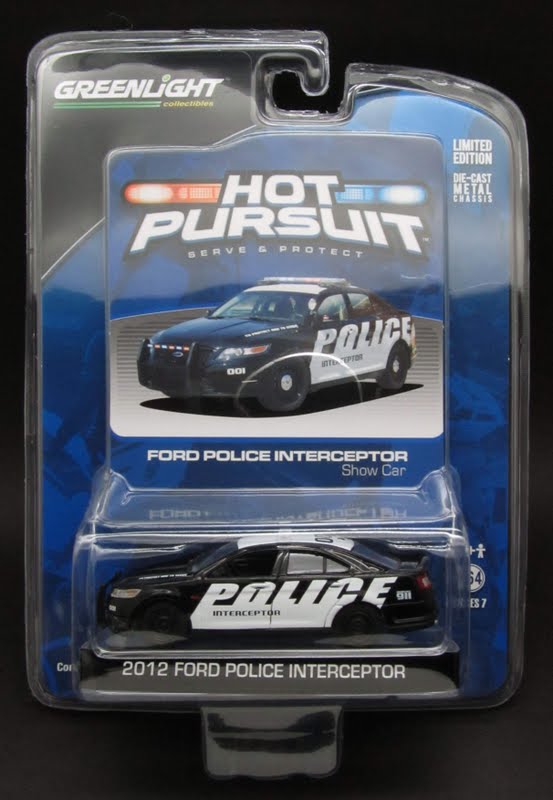 GREENLIGHT
collectibles
LIMITED
EDITION
DIE-CAST
METAL
CHASSIS
HOT
PURSUIT
SERVE & PROTECT
POLICE
INTERCEPTOR
001
FORD POLICE INTERCEPTOR
Show Car
POLICE
INTERCEPTOR
64
2012 FORD POLICE INTERCEPTOR